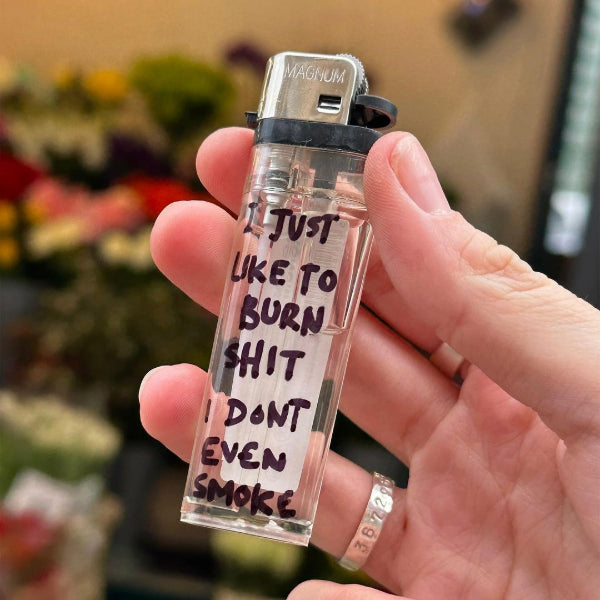 MAGNUM
I JUST
LIKE TO
BURN
SHIT
I DONT
EVEN
SMOKE